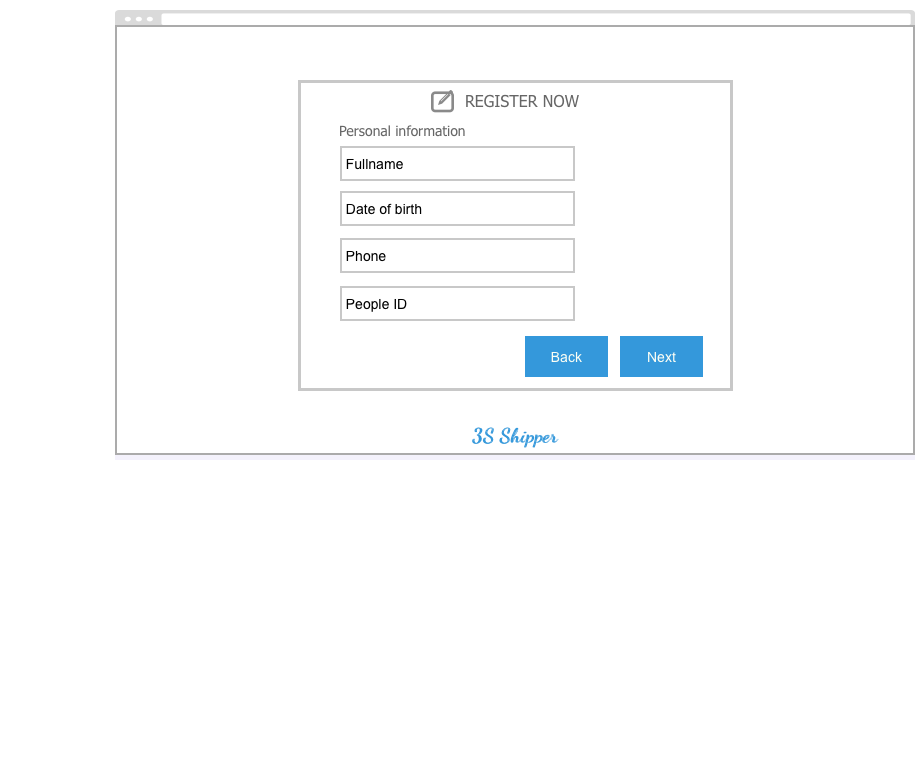 REGISTER NOW
Personal information
Fullname
Date of birth
Phone
People ID
Back Next
3S Shipper